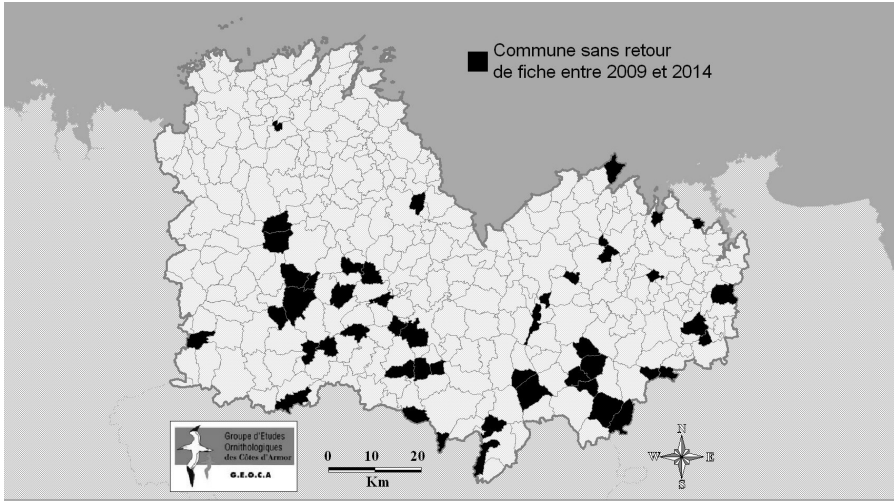 Commune sans retour
de fiche entre 2009 et 2014
Groupe d'Etudes
Ornithologiques
des Côtes d'Armor
G.E.O.C.A
0 10 20
Km
N
W E
S